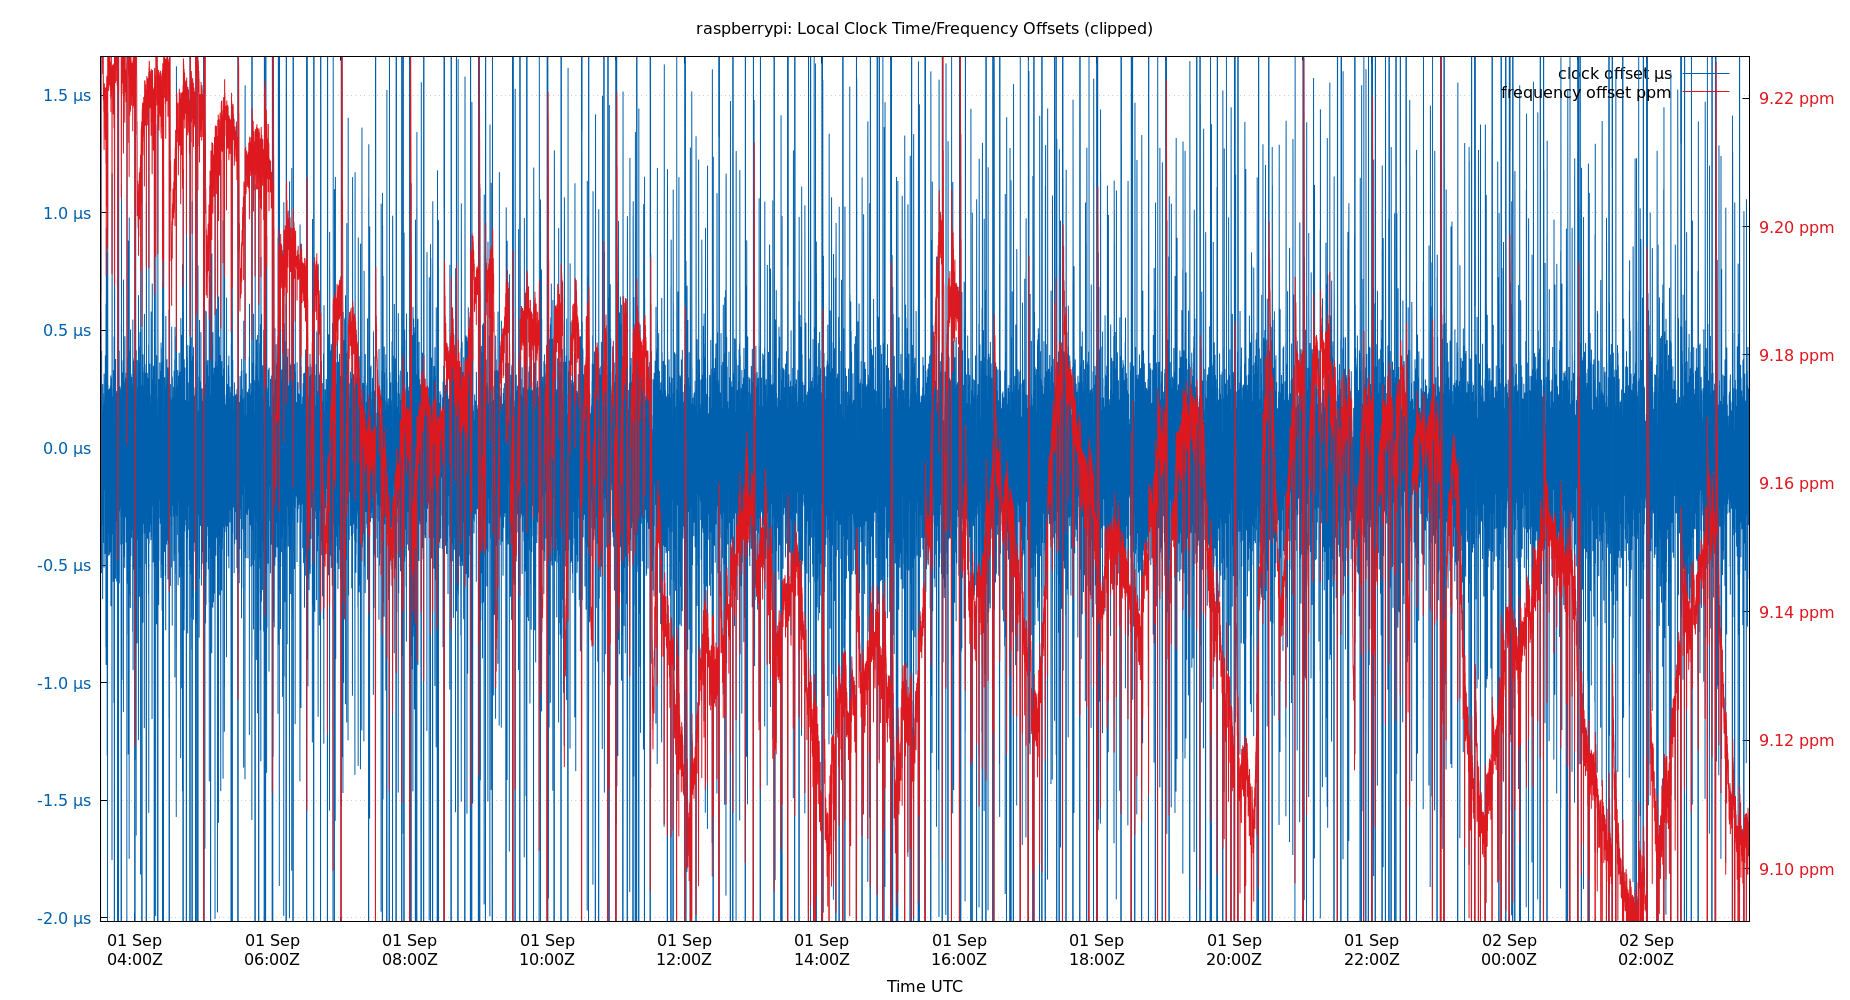 raspberrypi: Local Clock Time/Frequency Offsets (clipped)
clock offset µs
frequency offset ppm
1.5 µs
1.0 µs
0.5 µs
0.0 µs
-0.5 µs
-1.0 µs
-1.5 µs
-2.0 µs
9.22 ppm
9.20 ppm
9.18 ppm
9.16 ppm
9.14 ppm
9.12 ppm
9.10 ppm
01 Sep 01 Sep 01 Sep 01 Sep 01 Sep 01 Sep 01 Sep 01 Sep 01 Sep 01 Sep 02 Sep 02 Sep
04:00Z 06:00Z 08:00Z 10:00Z 12:00Z 14:00Z 16:00Z 18:00Z 20:00Z 22:00Z 00:00Z 02:00Z
Time UTC